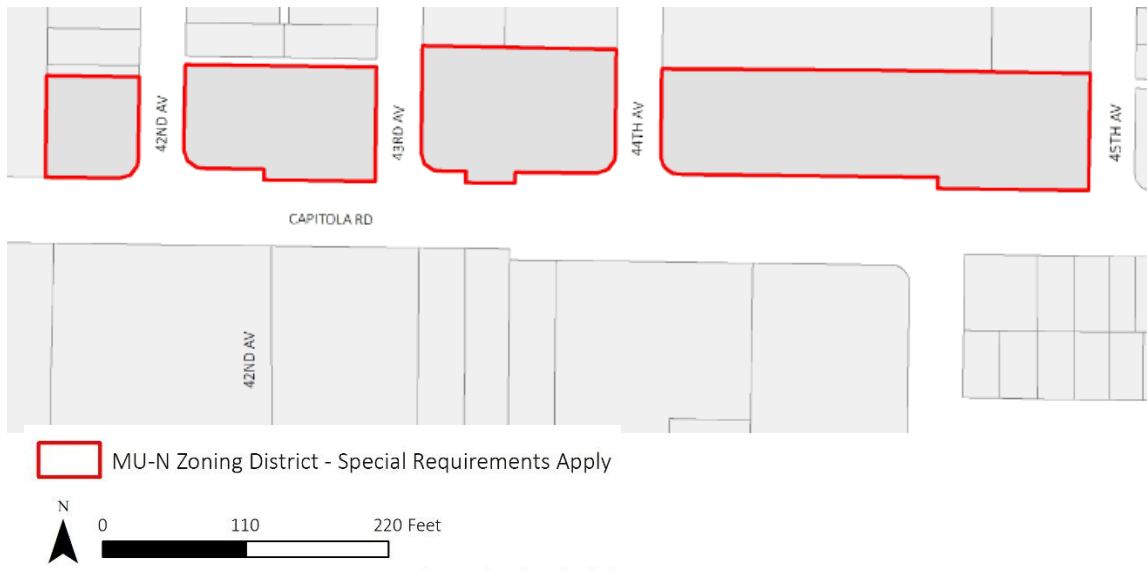 42ND AV
43RD AV
44TH AV
45TH AV
CAPITOLA RD
42ND AV
MU-N Zoning District - Special Requirements Apply
N
0 110 220 Feet